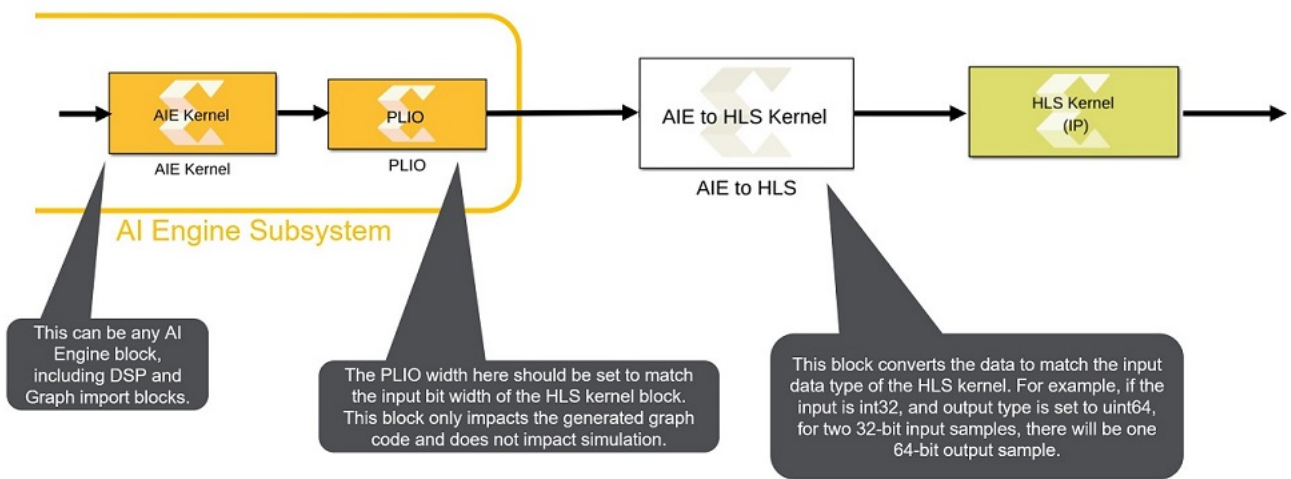 AIE Kernel
AIE Kernel
PLIO
PLIO
AIE to HLS Kernel
AIE to HLS
HLS Kernel
(IP)
AI Engine Subsystem
This can be any AI
Engine block,
including DSP and
Graph import blocks.
The PLIO width here should be set to match
the input bit width of the HLS kernel block.
This block only impacts the generated graph
code and does not impact simulation.
This block converts the data to match the input
data type of the HLS kernel. For example, if the
input is int32, and output type is set to uint64,
for two 32-bit input samples, there will be one
64-bit output sample.